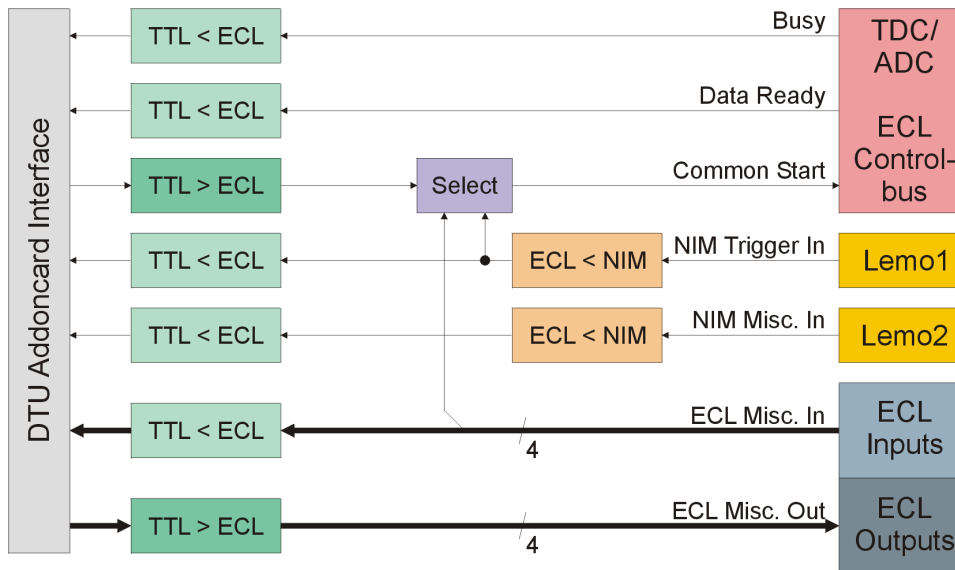 DTU Addoncard Interface
TTL < ECL
Busy
TDC/
ADC
ECL
Control–
bus
TTL < ECL
Data Ready
TTL > ECL
Select
Common Start
TTL < ECL
ECL < NIM
NIM Trigger In
Lemo1
TTL < ECL
ECL < NIM
NIM Misc. In
Lemo2
TTL < ECL
4
ECL Misc. In
ECL
Inputs
TTL > ECL
4
ECL Misc. Out
ECL
Outputs